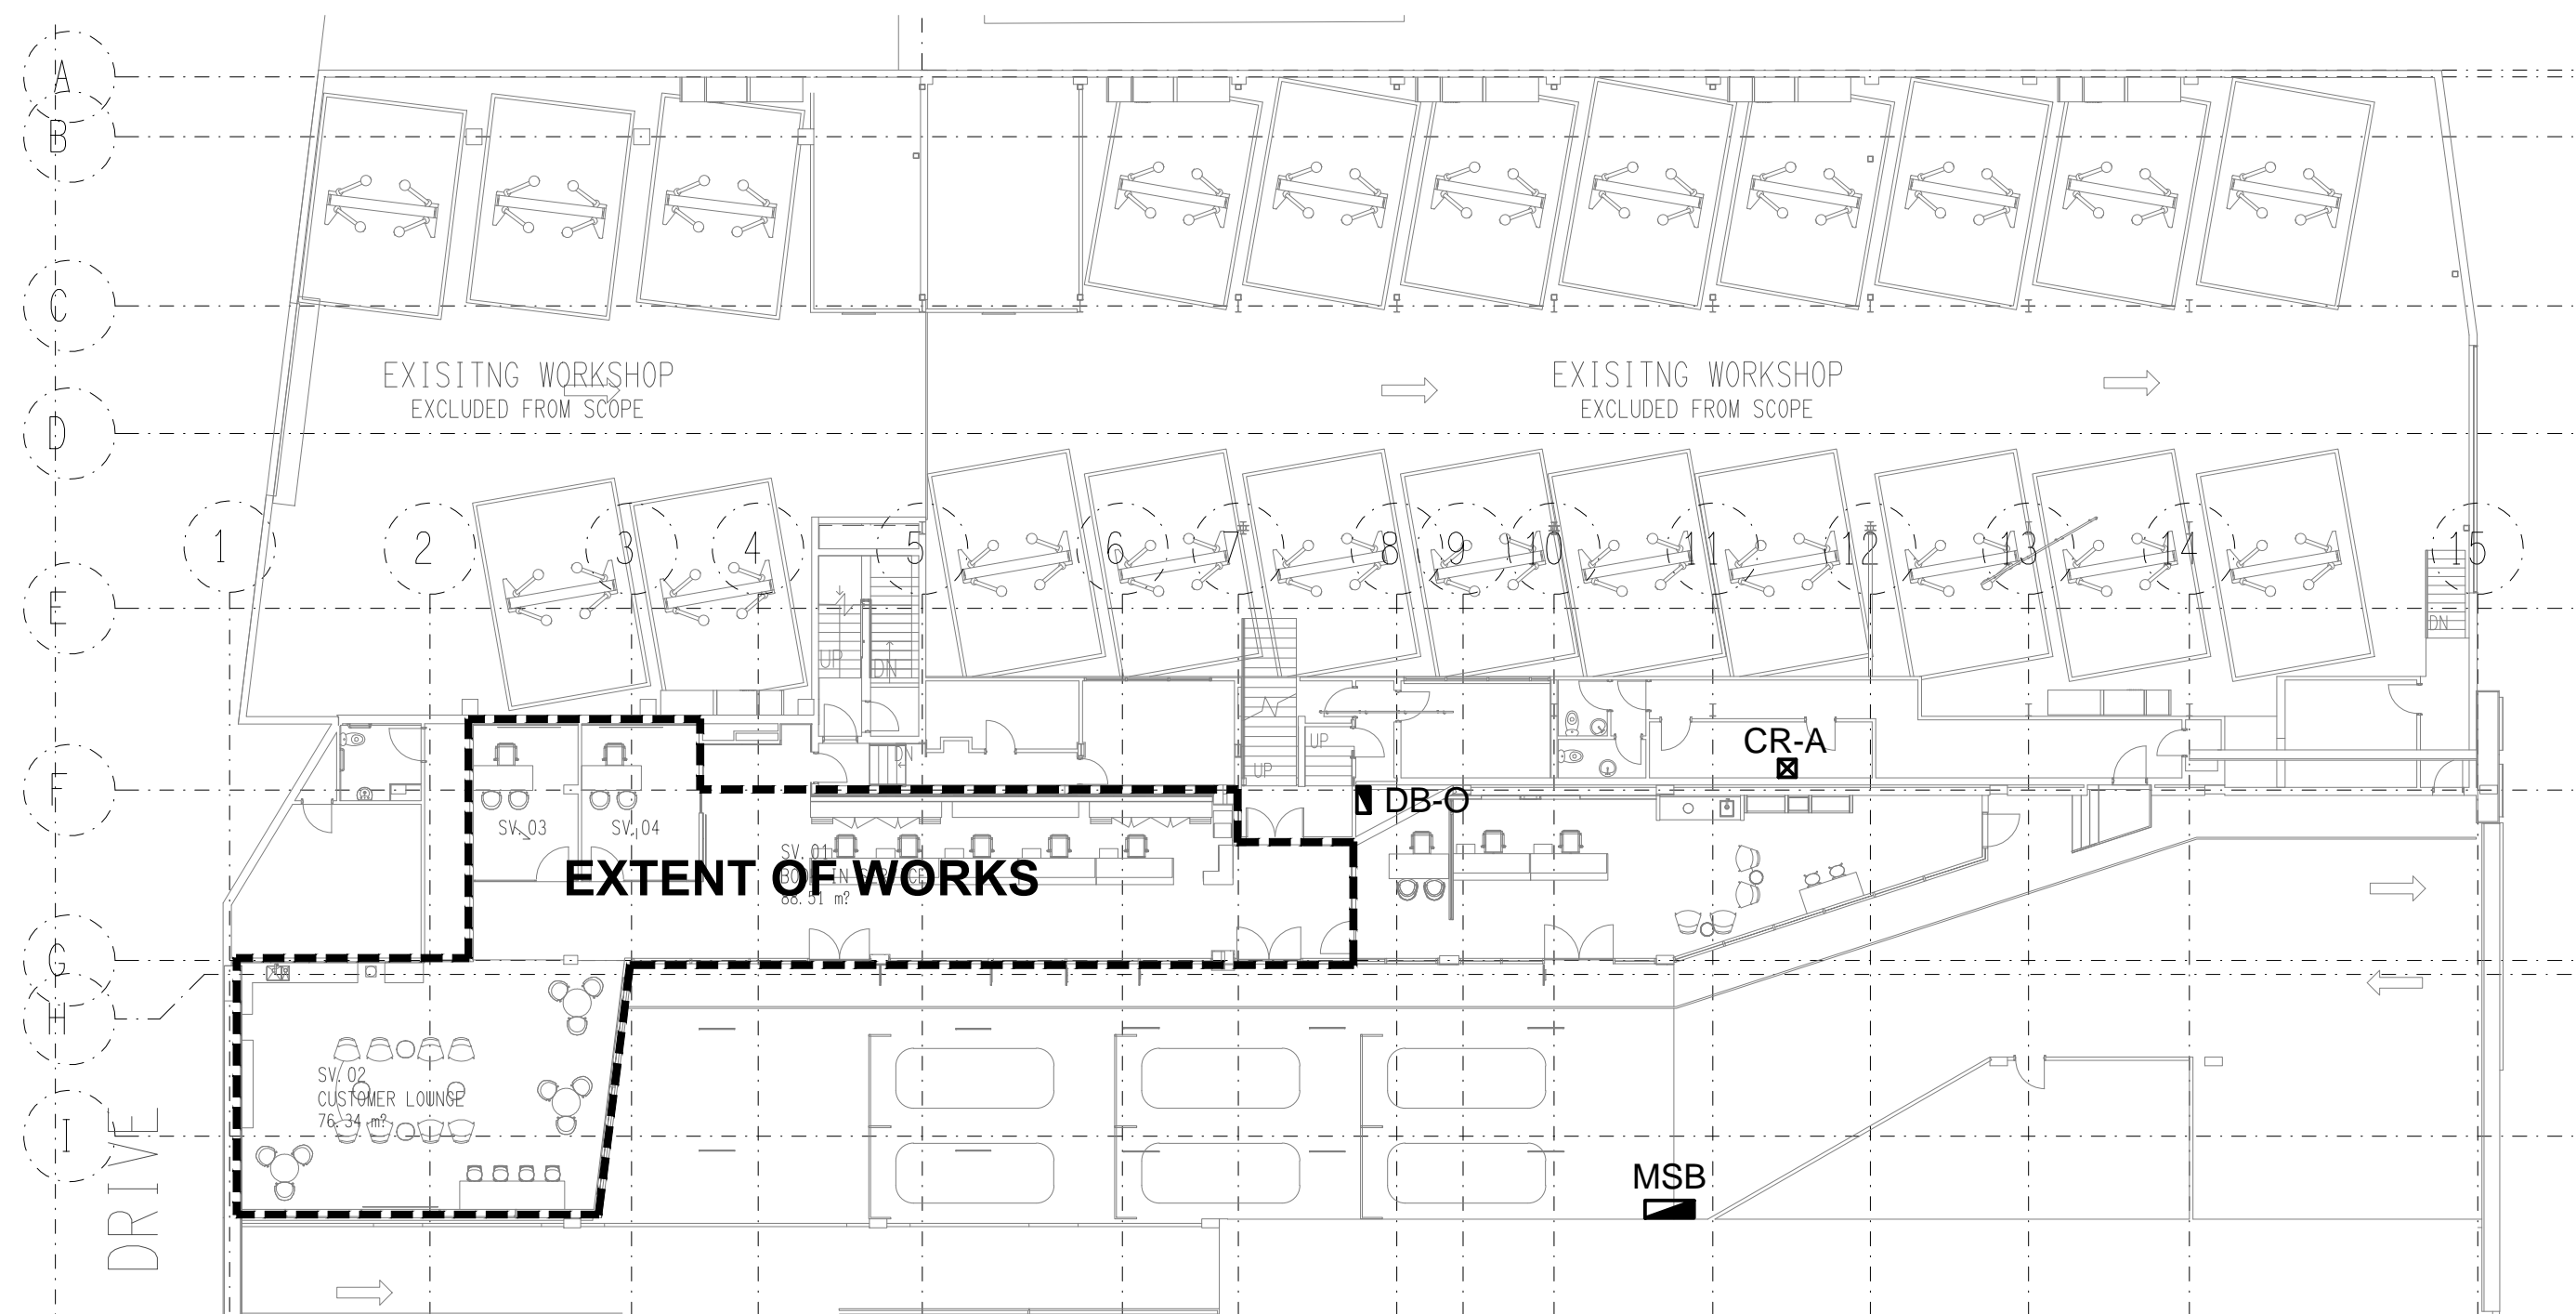 A
B
C
EXISITNG WORKSHOP
EXCLUDED FROM SCOPE
EXISITNG WORKSHOP
EXCLUDED FROM SCOPE
D
1
2
3
4
5
6
7
8
9
10
11
12
13
14
15
E
UP
DN
DN
UP
UP
DN
CR-A
F
DB-O
SV.03
SV.04
SV.01
EXTENT OF WORKS
88.51 m?
G
H
SV.02
CUSTOMER LOUNGE
76.34 m?
I
DRIVE
MSB